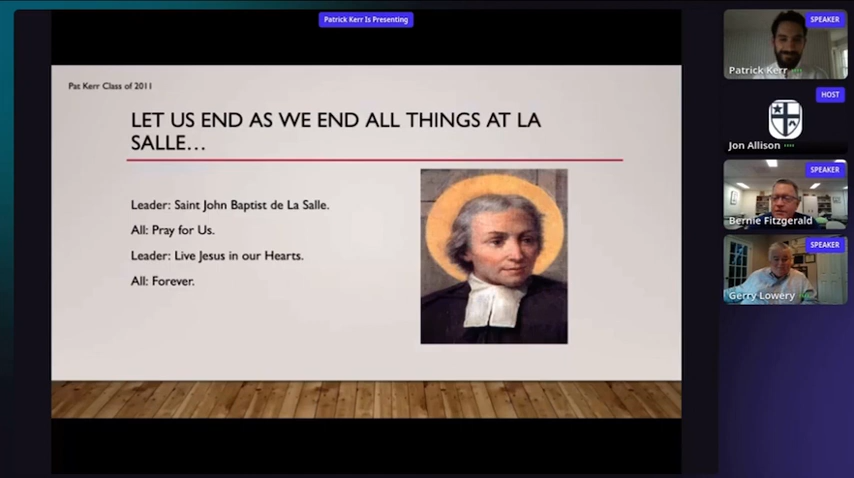 Patrick Kerr Is Presenting
Pat Kerr Class of 2011
LET US END AS WE END ALL THINGS AT LA
SALLE…
Leader: Saint John Baptist de La Salle.
All: Pray for Us.
Leader: Live Jesus in our Hearts.
All: Forever.
SPEAKER
Patrick Kerr
HOST
Jon Allison
SPEAKER
Bernie Fitzgerald
SPEAKER
Gerry Lowery